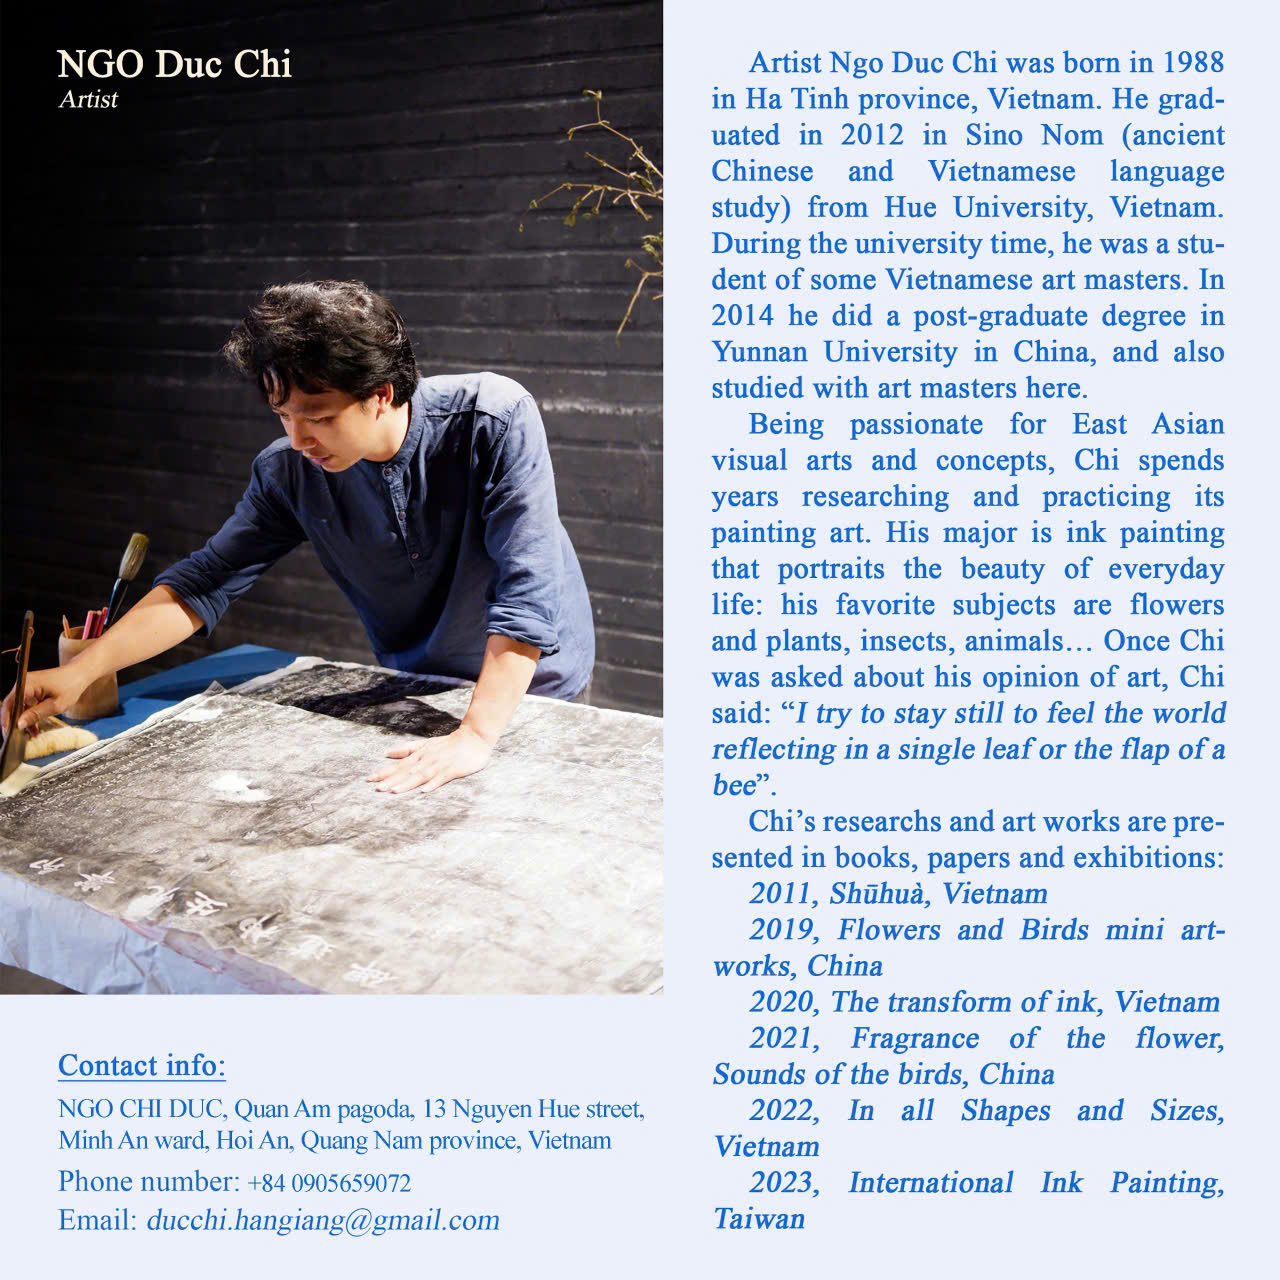 NGO Duc Chi
Artist
Artist Ngo Duc Chi was born in 1988
in Ha Tinh province, Vietnam. He grad-
uated in 2012 in Sino Nom (ancient
Chinese and Vietnamese language
study) from Hue University, Vietnam.
During the university time, he was a stu-
dent of some Vietnamese art masters. In
2014 he did a post-graduate degree in
Yunnan University in China, and also
studied with art masters here.
Being passionate for East Asian
visual arts and concepts, Chi spends
years researching and practicing its
painting art. His major is ink painting
that portraits the beauty of everyday
life: his favorite subjects are flowers
and plants, insects, animals… Once Chi
was asked about his opinion of art, Chi
said: “I try to stay still to feel the world
reflecting in a single leaf or the flap of a
bee”.
Chi’s researchs and art works are pre-
sented in books, papers and exhibitions:
2011, Shūhuà, Vietnam
2019, Flowers and Birds mini art-
works, China
2020, The transform of ink, Vietnam
2021, Fragrance of the flower,
Sounds of the birds, China
2022, In all Shapes and Sizes,
Vietnam
2023, International Ink Painting,
Taiwan
Contact info:
NGO CHI DUC, Quan Am pagoda, 13 Nguyen Hue street,
Minh An ward, Hoi An, Quang Nam province, Vietnam
Phone number: +84 0905659072
Email: ducchi.hangiang@gmail.com